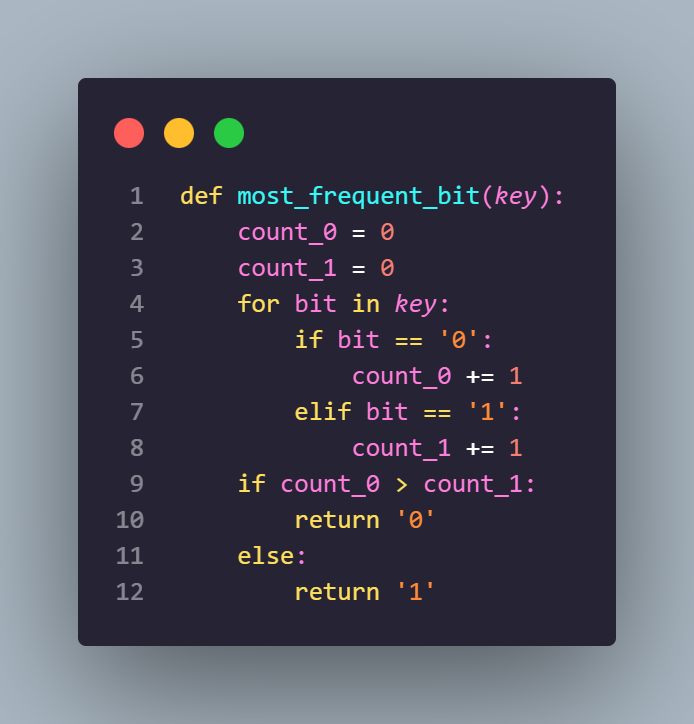 1 def most_frequent_bit(key):
2     count_0 = 0
3     count_1 = 0
4     for bit in key:
5         if bit == '0':
6             count_0 += 1
7         elif bit == '1':
8             count_1 += 1
9     if count_0 > count_1:
10         return '0'
11     else:
12         return '1'